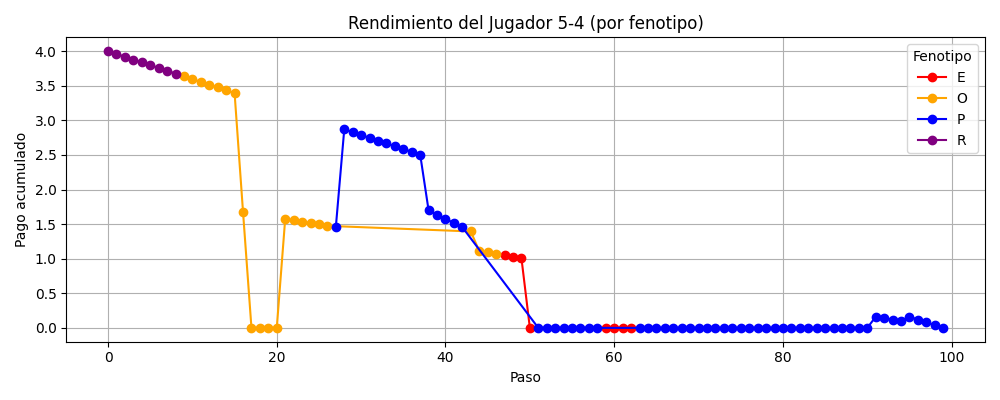 Rendimiento del Jugador 5-4 (por fenotipo)
Pago acumulado
4.0
3.5
3.0
2.5
2.0
1.5
1.0
0.5
0.0
0 20 40 60 80 100
Paso
Fenotipo
E
O
P
R